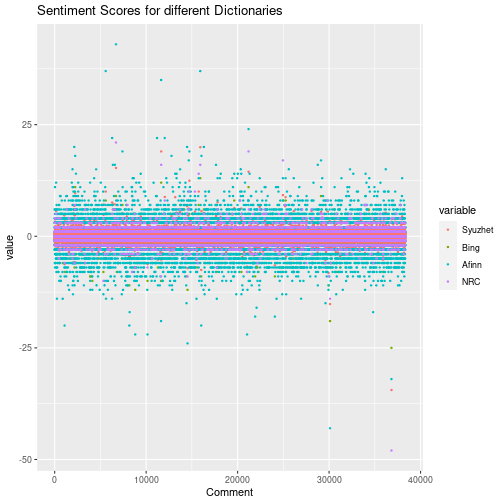 Sentiment Scores for different Dictionaries
value
25
0
-25
-50
0 10000 20000 30000 40000
Comment
variable
Syuzhet
Bing
Afinn
NRC